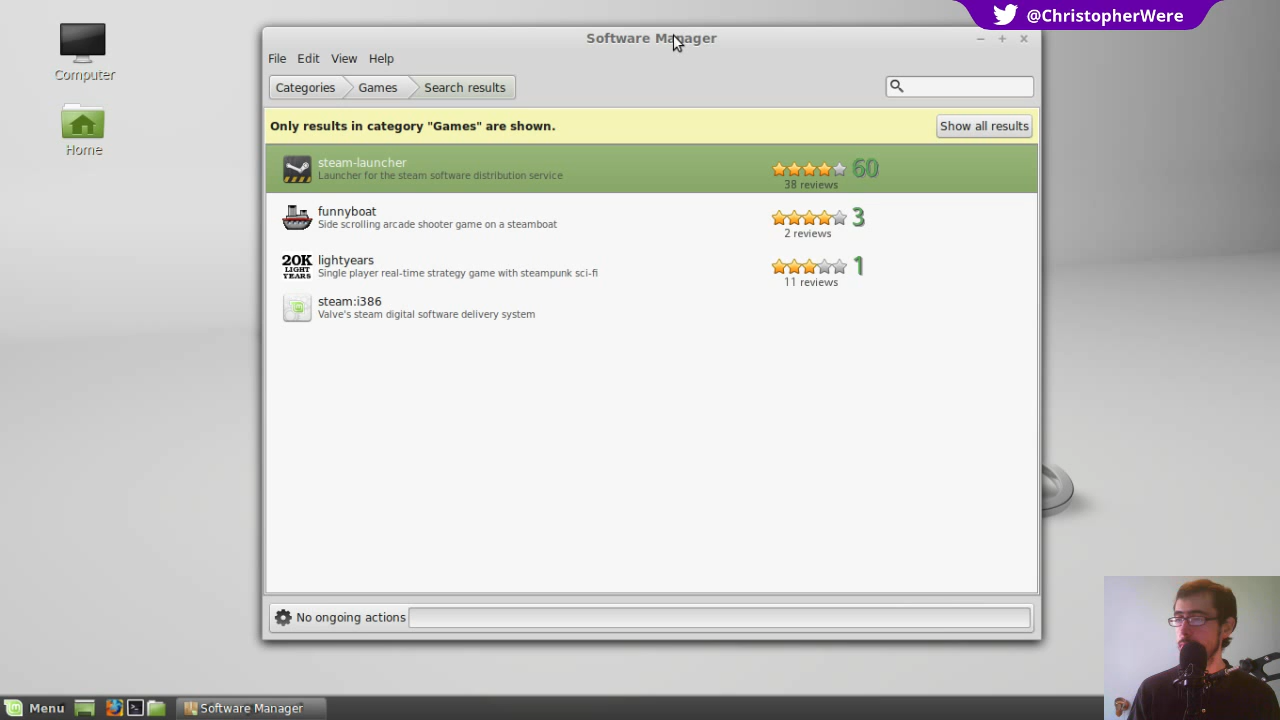 @ChristopherWere
Computer
Home
Software Manager
File Edit View Help
Categories Games Search results
Only results in category "Games" are shown. Show all results
steam-launcher
Launcher for the steam software distribution service
60
38 reviews
funnyboat
Side scrolling arcade shooter game on a steamboat
3
2 reviews
20K LIGHT YEARS
lightyears
Single player real-time strategy game with steampunk sci-fi
1
11 reviews
steam:i386
Valve's steam digital software delivery system
No ongoing actions
Menu Software Manager